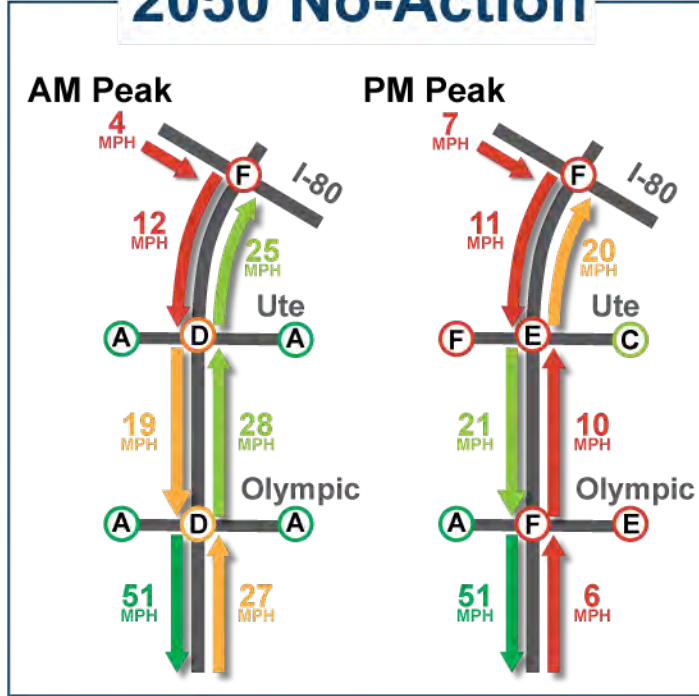 2050 No-Action
AM Peak
4
MPH
F
I-80
12
MPH
25
MPH
Ute
A
D
A
19
MPH
28
MPH
Olympic
A
D
A
51
MPH
27
MPH
PM Peak
7
MPH
F
I-80
11
MPH
20
MPH
Ute
F
E
C
21
MPH
10
MPH
Olympic
A
F
E
51
MPH
6
MPH